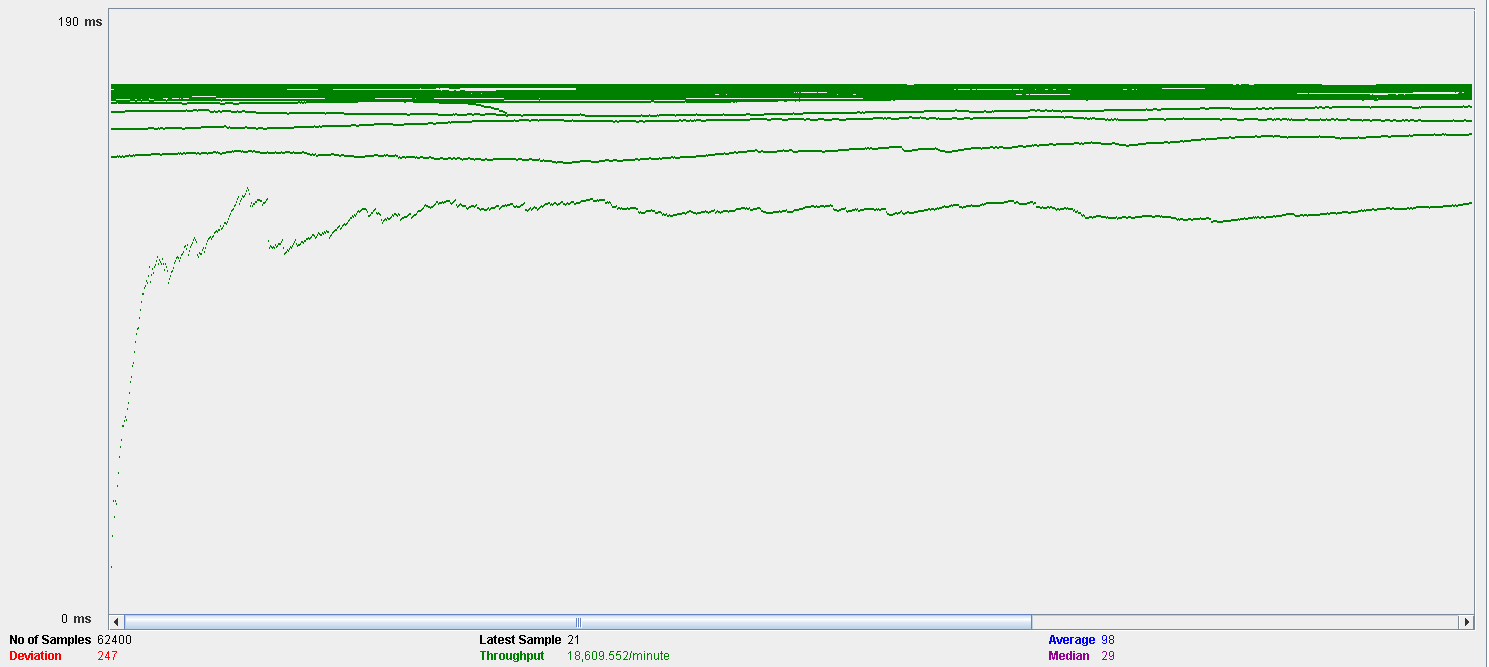 190 ms
0 ms
No of Samples 62400 Latest Sample 21 Average 98
Deviation 247 Throughput 18,609.552/minute Median 29